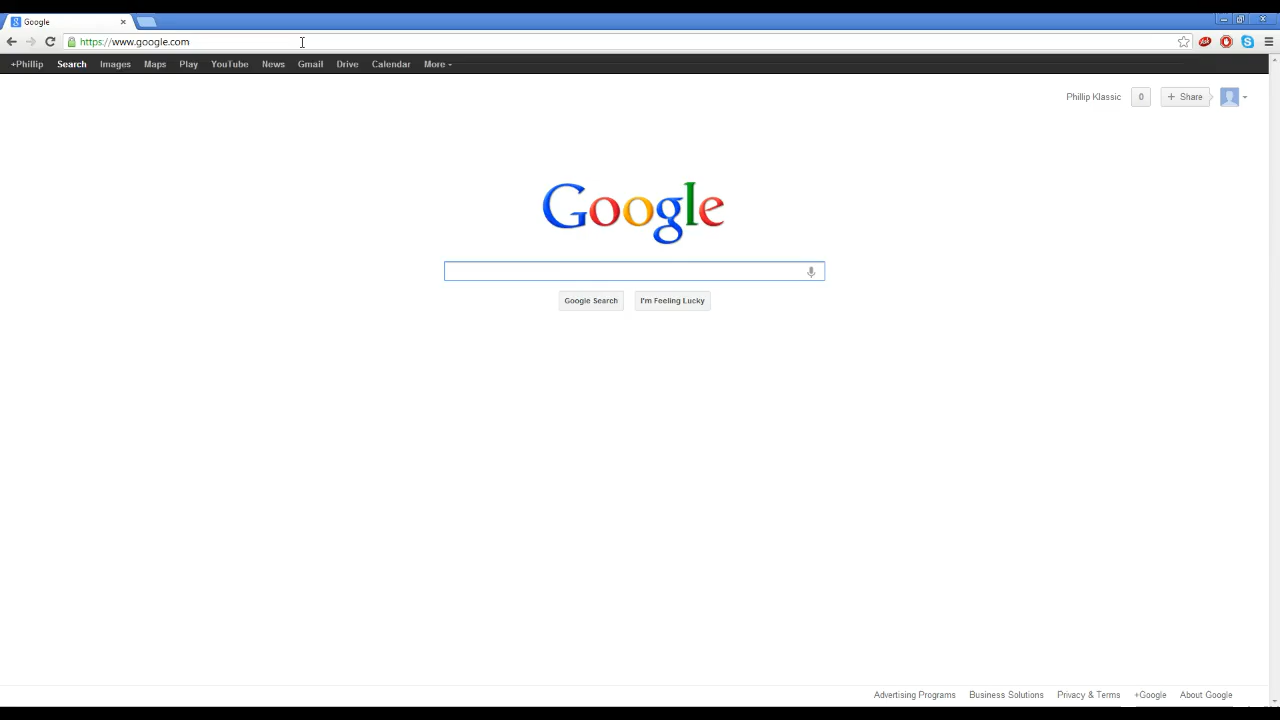 Google
https://www.google.com
+Phillip Search Images Maps Play YouTube News Gmail Drive Calendar More
Phillip Klassic 0 + Share
Google
Google Search I'm Feeling Lucky
Advertising Programs Business Solutions Privacy & Terms +Google About Google